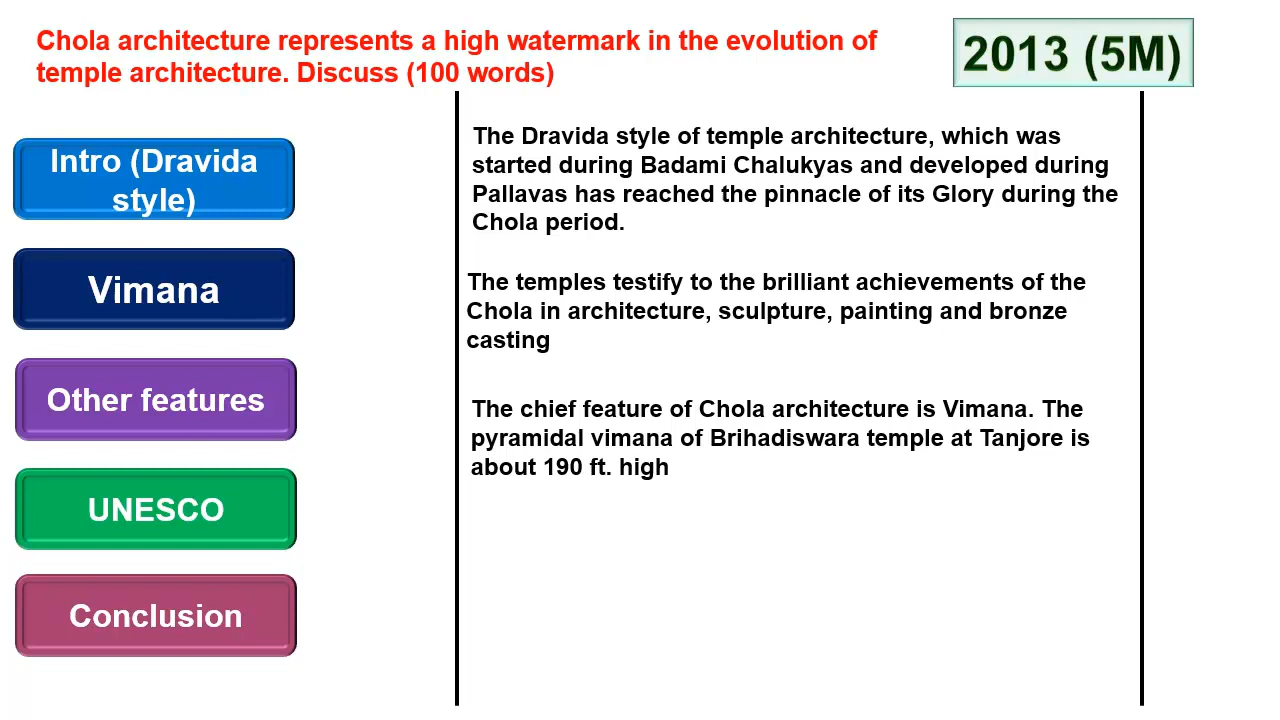 Chola architecture represents a high watermark in the evolution of
temple architecture. Discuss (100 words)
2013 (5M)
Intro (Dravida
style)
Vimana
Other features
UNESCO
Conclusion
The Dravida style of temple architecture, which was
started during Badami Chalukyas and developed during
Pallavas has reached the pinnacle of its Glory during the
Chola period.
The temples testify to the brilliant achievements of the
Chola in architecture, sculpture, painting and bronze
casting
The chief feature of Chola architecture is Vimana. The
pyramidal vimana of Brihadiswara temple at Tanjore is
about 190 ft. high